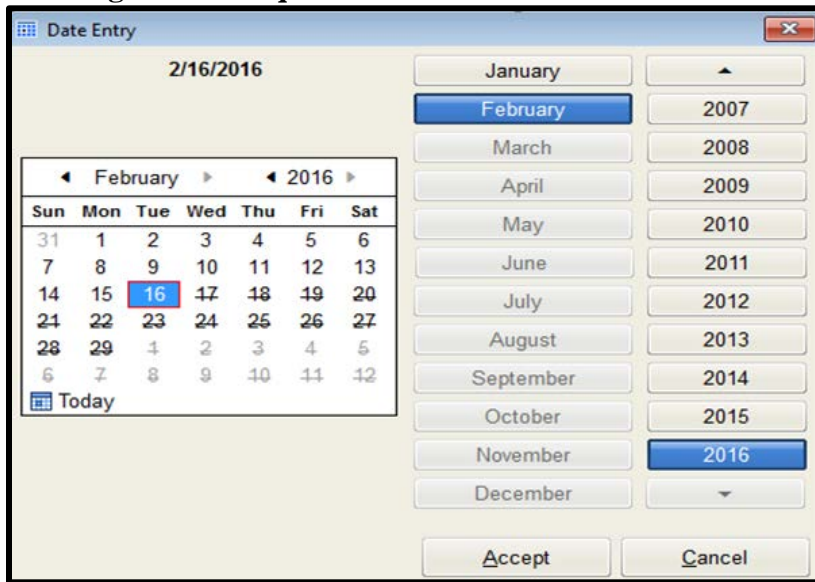 Date Entry
2/16/2016
February 2016
Sun Mon Tue Wed Thu Fri Sat
31 1 2 3 4 5 6
7 8 9 10 11 12 13
14 15 16 17 18 19 20
21 22 23 24 25 26 27
28 29 1 2 3 4 5
6 7 8 9 10 11 12
Today
January
February
March
April
May
June
July
August
September
October
November
December
2007
2008
2009
2010
2011
2012
2013
2014
2015
2016
Accept
Cancel